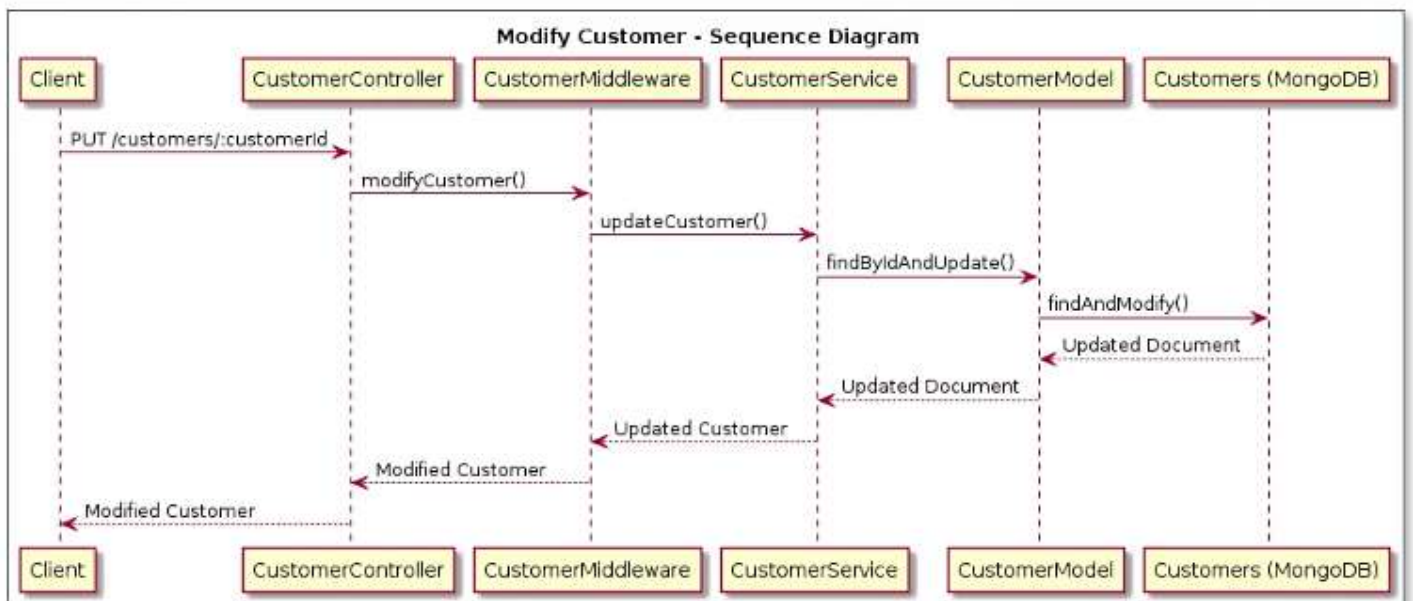 Modify Customer - Sequence Diagram
Client CustomerController CustomerMiddleware CustomerService CustomerModel Customers (MongoDB)
PUT /customers/:customerId
modifyCustomer()
updateCustomer()
findByIdAndUpdate()
findAndModify()
Updated Document
Updated Document
Updated Customer
Modified Customer
Modified Customer
Client CustomerController CustomerMiddleware CustomerService CustomerModel Customers (MongoDB)